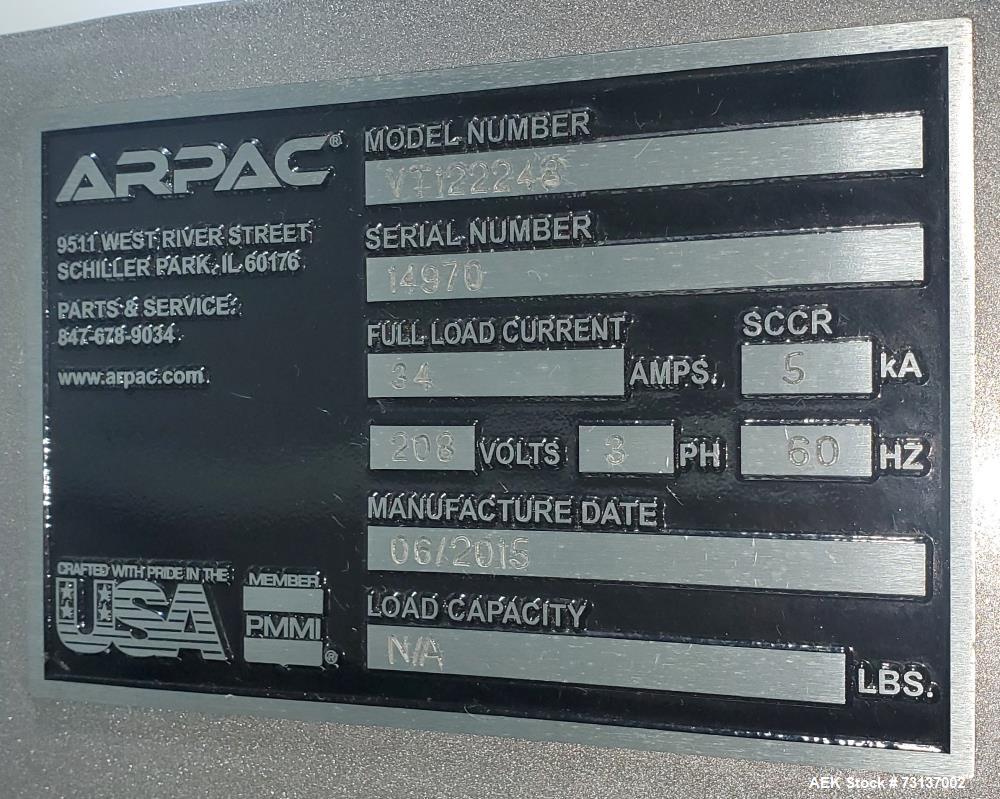 ARPAC®
9511 WEST RIVER STREET
SCHILLER PARK, IL 60176
PARTS & SERVICE:
847-678-9034
www.arpac.com
CRAFTED WITH PRIDE IN THE
USA
MEMBER
PMMI®
MODEL NUMBER
SERIAL NUMBER
14970
FULL LOAD CURRENT
34 AMPS.
SCCR
5 kA
208 VOLTS 3 PH 60 HZ
MANUFACTURE DATE
06/2015
LOAD CAPACITY
N/A LBS.
AEK Stock # 73137002